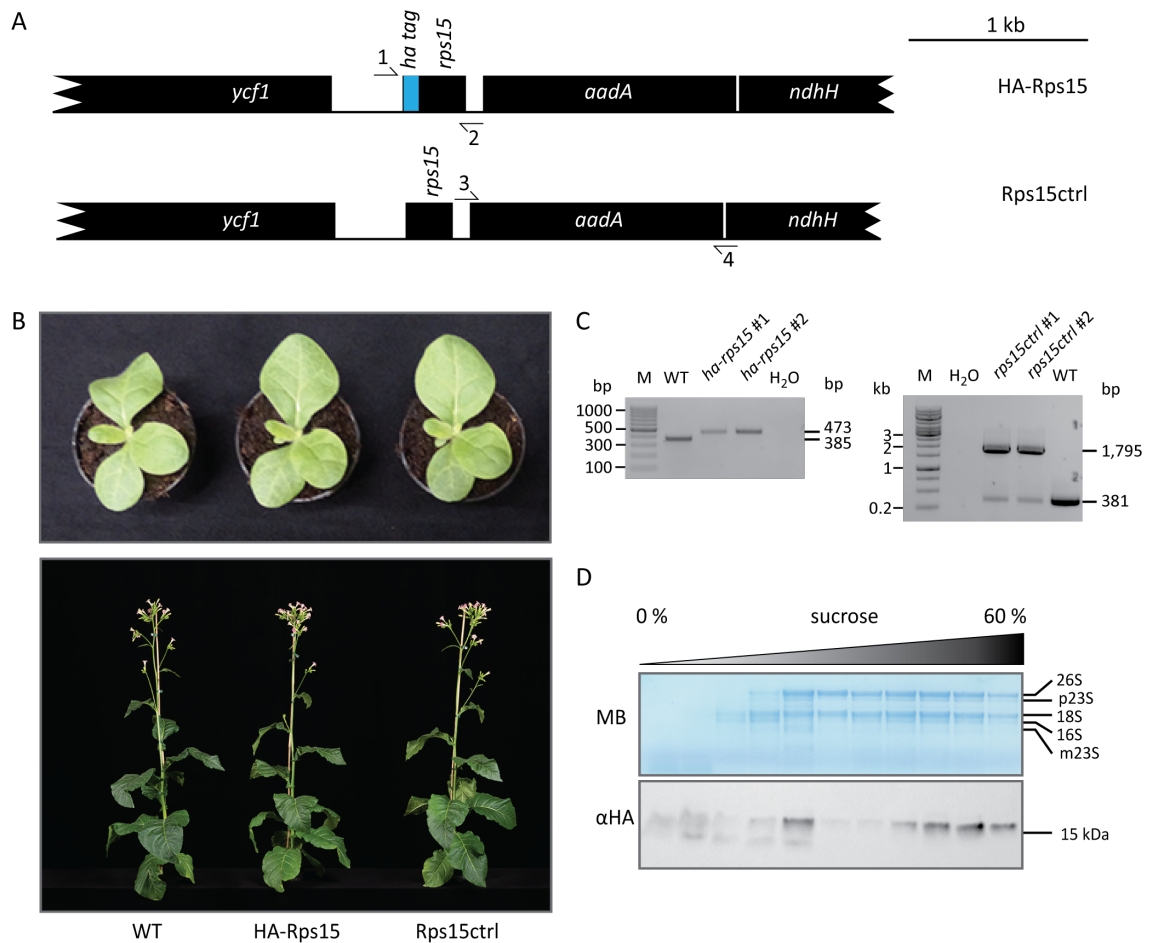 A
1
ha tag
rps15
1 kb
ycf1
aadA
ndhH
HA-Rps15
2
rps15
3
Rps15ctrl
ycf1
aadA
ndhH
4
B
WT
HA-Rps15
Rps15ctrl
C
bp
M
WT
ha-rps15 #1
ha-rps15 #2
H₂O
bp
1000
500
300
100
473
385
kb
M
H₂O
rps15ctrl #1
rps15ctrl #2
WT
bp
3
2
1
0.2
1
2
1,795
381
D
0 %
sucrose
60 %
MB
26S
p23S
18S
16S
m23S
αHA
15 kDa